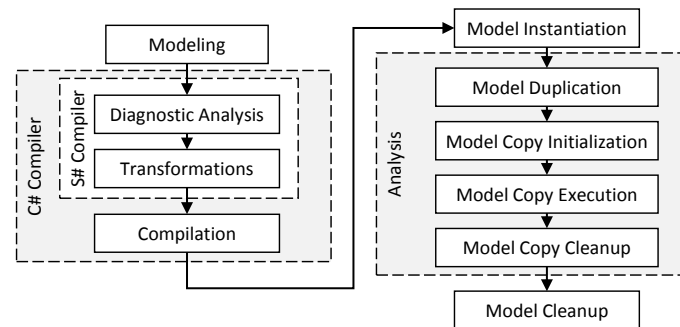 Modeling
C# Compiler
S# Compiler
Diagnostic Analysis
Transformations
Compilation
Model Instantiation
Analysis
Model Duplication
Model Copy Initialization
Model Copy Execution
Model Copy Cleanup
Model Cleanup